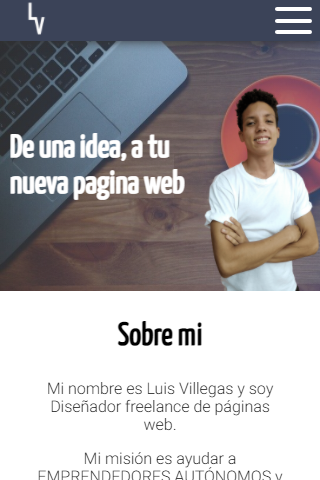 LV
De una idea, a tu
nueva pagina web
Sobre mi
Mi nombre es Luis Villegas y soy
Diseñador freelance de páginas
web.
Mi misión es ayudar a
EMPRENDEDORES AUTÓNOMOS y